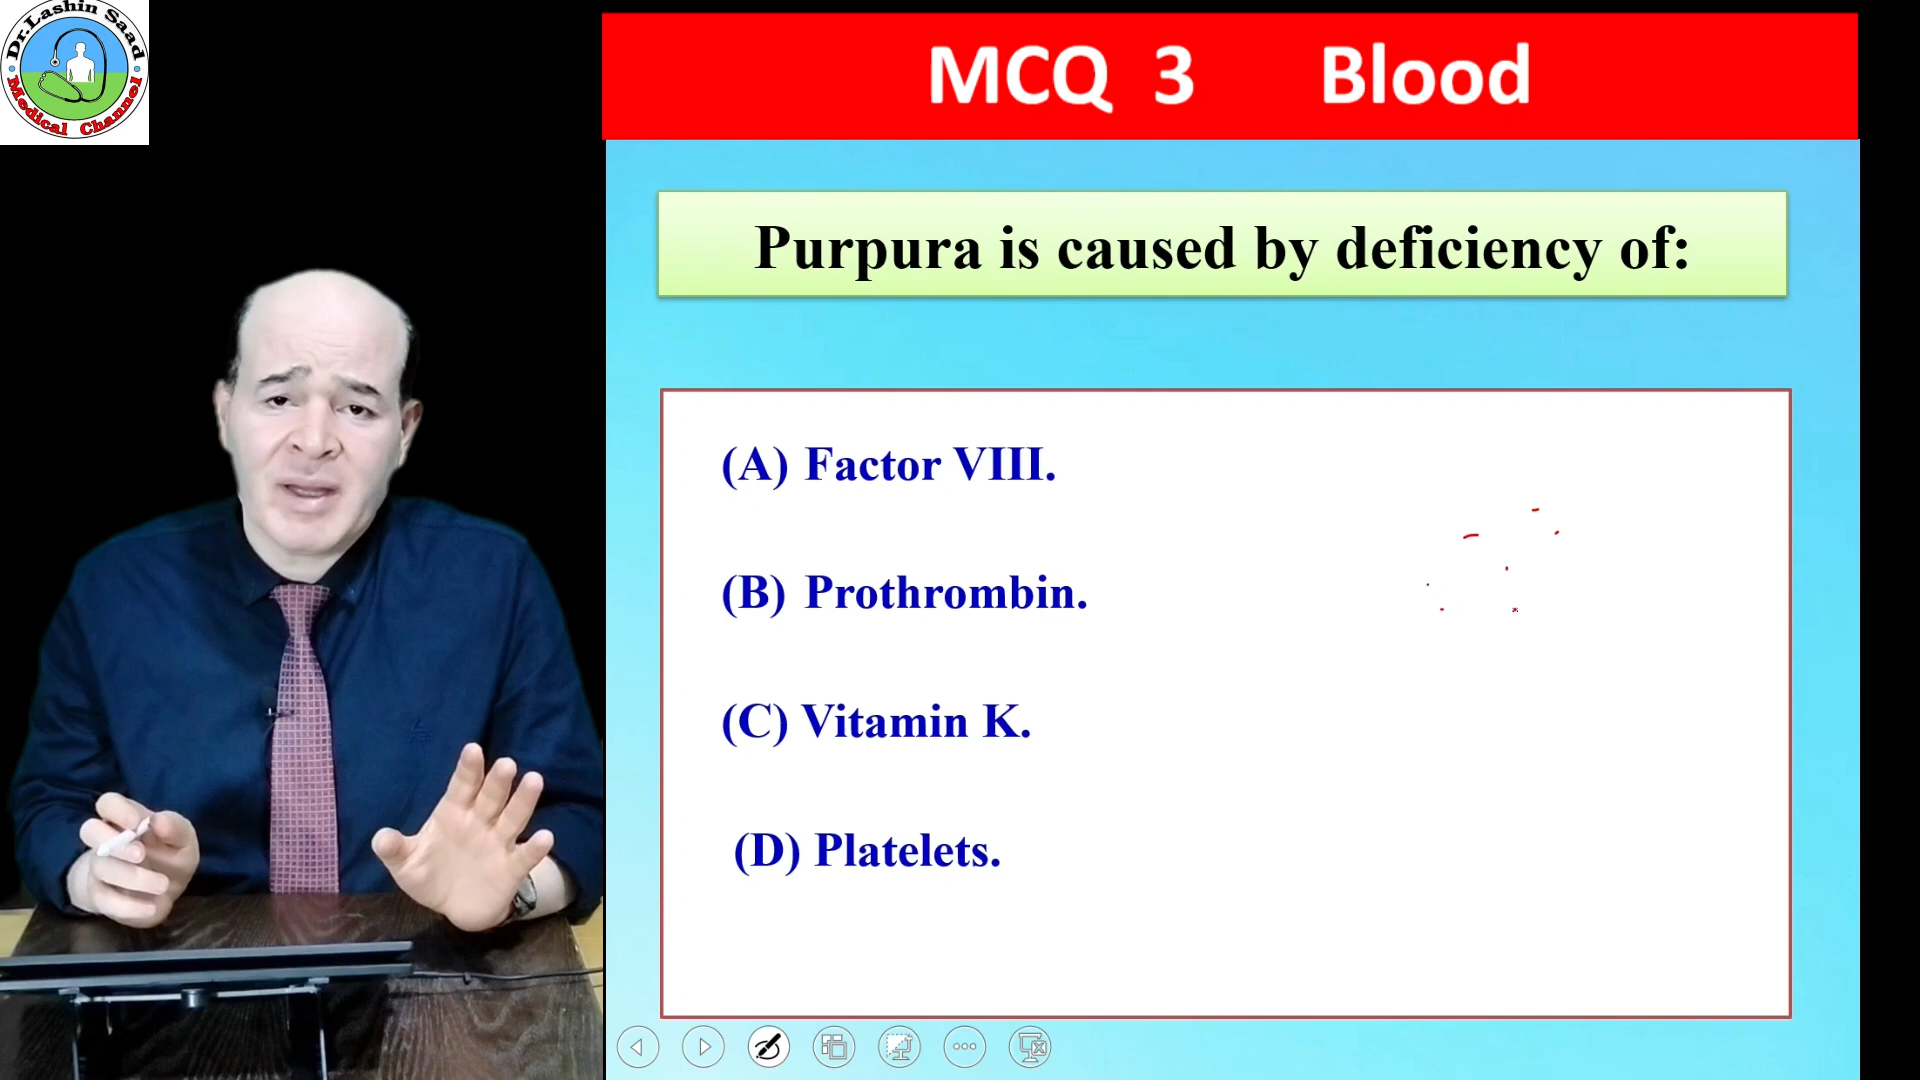 Dr.Lashin Saad
Medical Channel
MCQ 3 Blood
Purpura is caused by deficiency of:
(A) Factor VIII.
(B) Prothrombin.
(C) Vitamin K.
(D) Platelets.